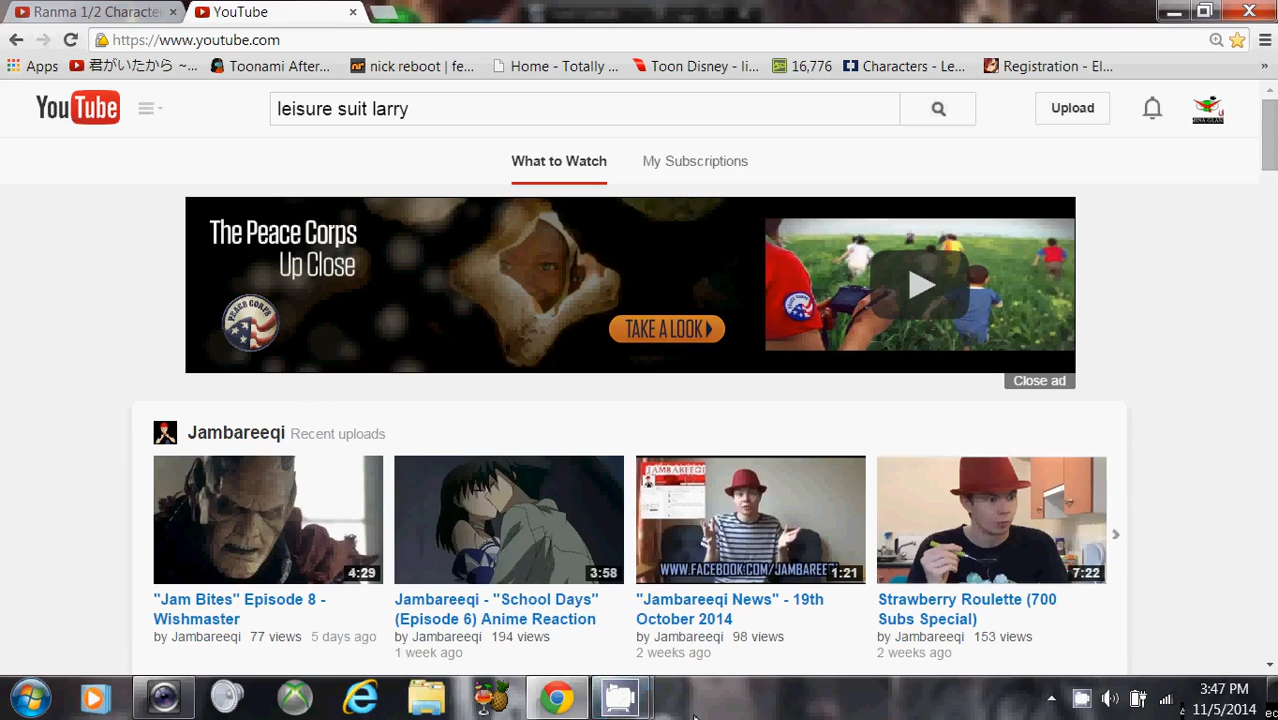 Ranma 1/2 Characte
YouTube
https://www.youtube.com
Apps
君がいたから ~...
Toonami After...
nick reboot | fe...
Home - Totally ...
Toon Disney - li...
16,776
Characters - Le...
Registration - El...
»
YouTube
leisure suit larry
Upload
What to Watch
My Subscriptions
The Peace Corps
Up Close
PEACE CORPS
TAKE A LOOK
Close ad
Jambareeqi Recent uploads
JAMBAREEQI
WWW.FACEBOOK.COM/JAMBAREE
4:29
3:58
1:21
7:22
"Jam Bites" Episode 8 -
Wishmaster
by Jambareeqi 77 views 5 days ago
Jambareeqi - "School Days"
(Episode 6) Anime Reaction
by Jambareeqi 194 views
1 week ago
"Jambareeqi News" - 19th
October 2014
by Jambareeqi 98 views
2 weeks ago
Strawberry Roulette (700
Subs Special)
by Jambareeqi 153 views
2 weeks ago
3:47 PM
11/5/2014